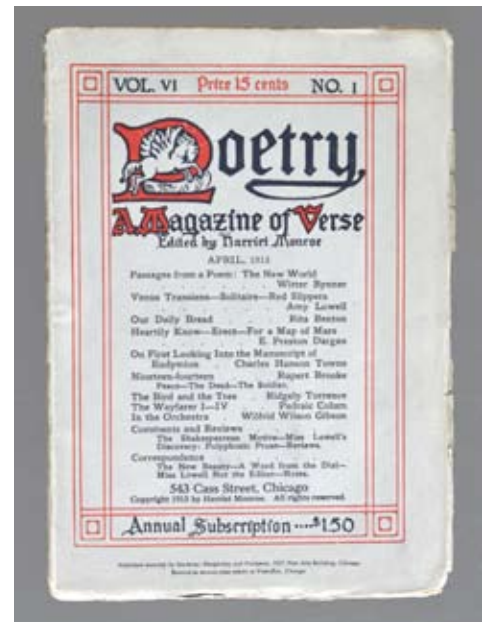 VOL. VI Price 15 cents NO. 1
Poetry
A Magazine of Verse
Edited by Harriet Monroe
APRIL, 1915
Passages from a Poem: The New World
Witter Bynner
Venus Transiens—Solitaire—Red Slippers
Amy Lowell
Our Daily Bread Rita Benton
Heartily Know—Erect—For a Map of Mars
E. Preston Dargan
On First Looking Into the Manuscript of
Endymion Charles Hanson Towne
Nineteen-fourteen Rupert Brooke
Peace—The Dead—The Soldier.
The Bird and the Tree Ridgely Torrence
The Wayfarer I—IV Padraic Colum
In the Orchestra Wilfrid Wilson Gibson
Comments and Reviews
The Shakespearean Motive—Miss Lowell's
Discovery: Polyphonic Prose—Reviews.
Correspondence
The New Beauty—A Word from the Dial—
Miss Lowell Not the Editor—Notes.
543 Cass Street, Chicago
Copyright 1915 by Harriet Monroe. All rights reserved.
Annual Subscription ....$1.50